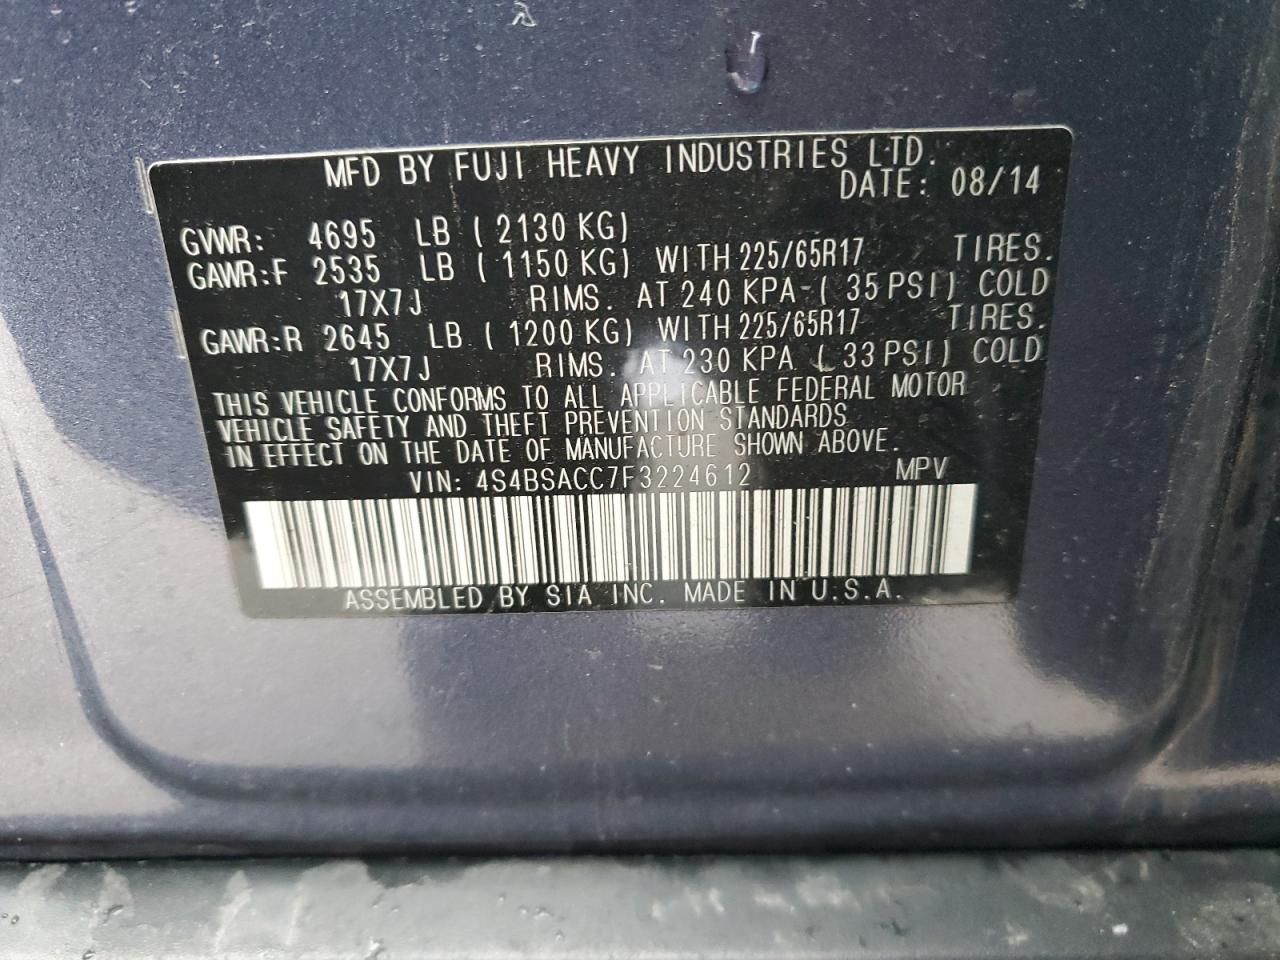 MFD BY FUJI HEAVY INDUSTRIES LTD.
DATE: 08/14
GVWR: 4695 LB ( 2130 KG)
GAWR:F 2535 LB ( 1150 KG) WITH 225/65R17 TIRES.
17X7J RIMS. AT 240 KPA ( 35 PSI) COLD
GAWR:R 2645 LB ( 1200 KG) WITH 225/65R17 TIRES.
17X7J RIMS. AT 230 KPA ( 33 PSI) COLD
THIS VEHICLE CONFORMS TO ALL APPLICABLE FEDERAL MOTOR
VEHICLE SAFETY AND THEFT PREVENTION STANDARDS
IN EFFECT ON THE DATE OF MANUFACTURE SHOWN ABOVE.
VIN: 4S4BSACC7F3224612 MPV
ASSEMBLED BY SIA INC. MADE IN U.S.A.